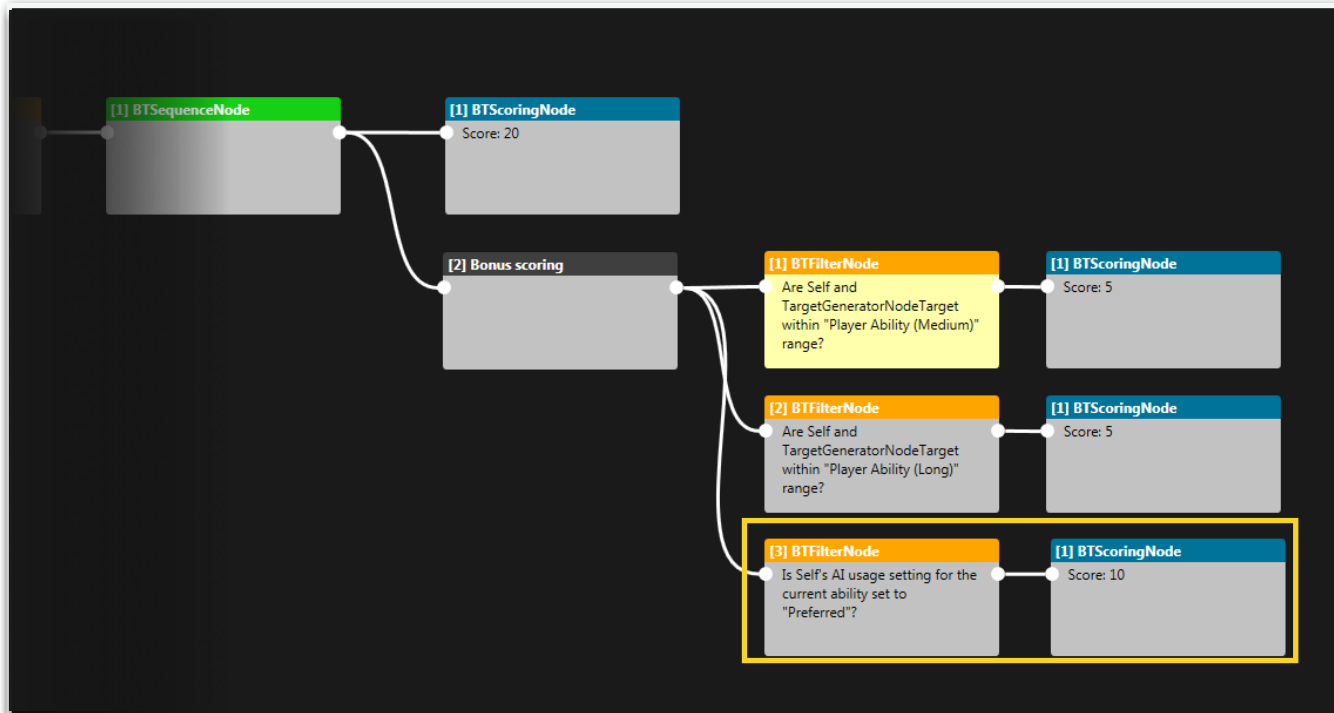 [1] BTSequenceNode
[1] BTScoringNode
Score: 20
[2] Bonus scoring
[1] BTFilterNode
Are Self and
TargetGeneratorNodeTarget
within "Player Ability (Medium)"
range?
[1] BTScoringNode
Score: 5
[2] BTFilterNode
Are Self and
TargetGeneratorNodeTarget
within "Player Ability (Long)"
range?
[1] BTScoringNode
Score: 5
[3] BTFilterNode
Is Self's AI usage setting for the
current ability set to
"Preferred"?
[1] BTScoringNode
Score: 10